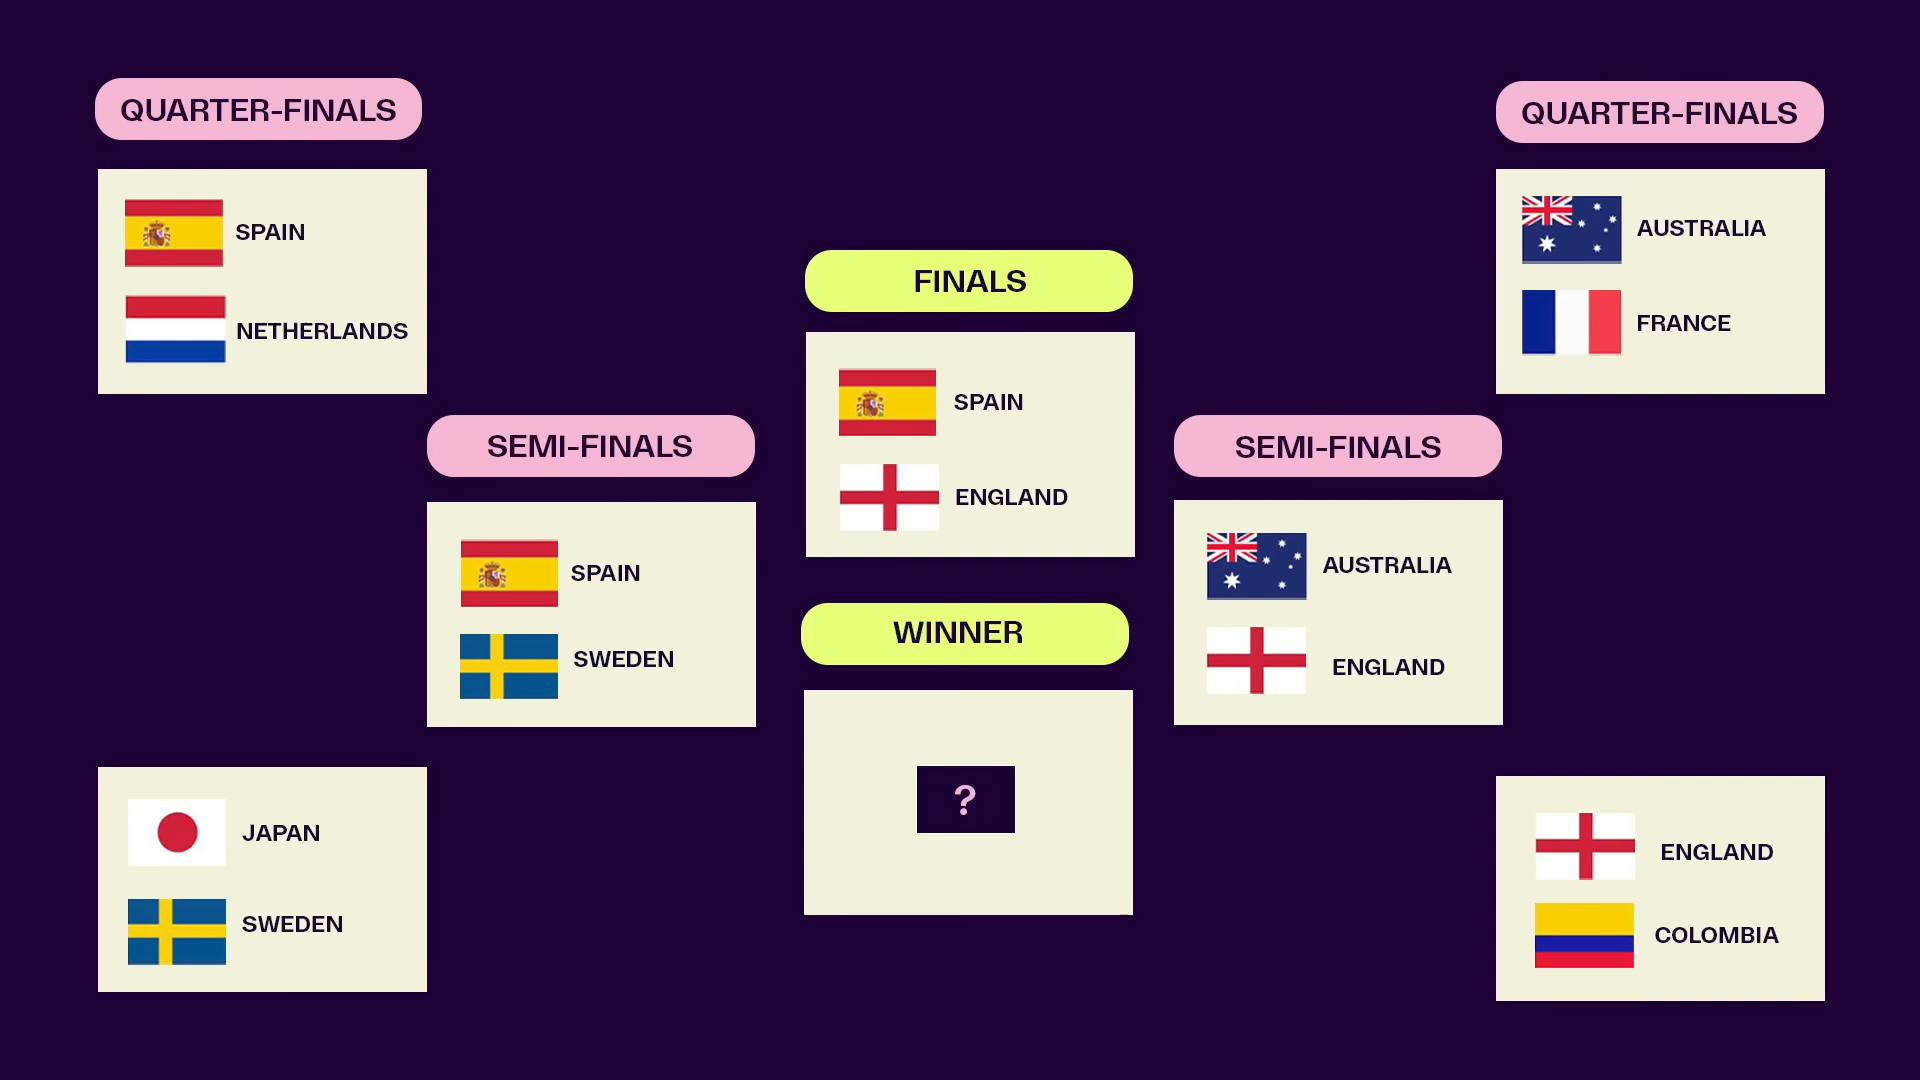 QUARTER-FINALS
SPAIN
NETHERLANDS
JAPAN
SWEDEN
SEMI-FINALS
SPAIN
SWEDEN
FINALS
SPAIN
ENGLAND
WINNER
?
SEMI-FINALS
AUSTRALIA
ENGLAND
QUARTER-FINALS
AUSTRALIA
FRANCE
ENGLAND
COLOMBIA